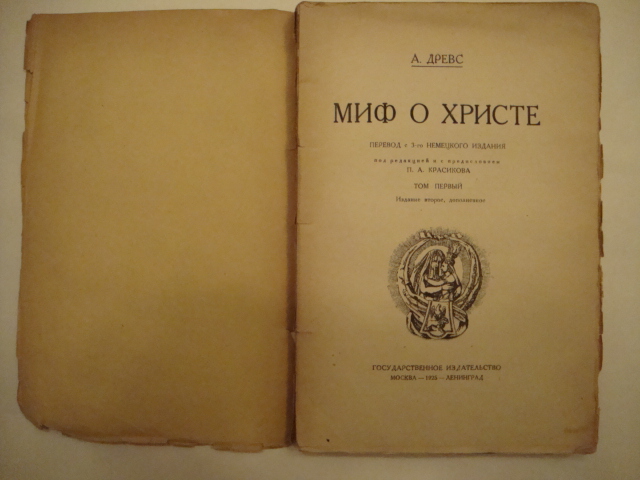 А. ДРЕВС
МИФ О ХРИСТЕ
ПЕРЕВОД с 3-го НЕМЕЦКОГО ИЗДАНИЯ
под редакцией и с предисловием
П. А. КРАСИКОВА
ТОМ ПЕРВЫЙ
Издание второе, дополненное
ГОСУДАРСТВЕННОЕ ИЗДАТЕЛЬСТВО
МОСКВА — — ЛЕНИНГРАД